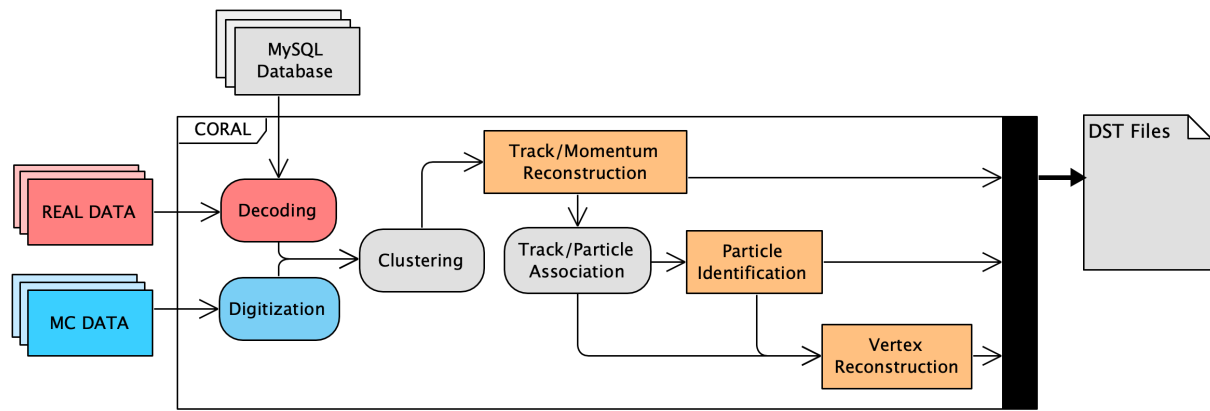 MySQL
Database
CORAL
DST Files
Track/Momentum
Reconstruction
REAL DATA
Decoding
Track/Particle
Association
Particle
Identification
Clustering
MC DATA
Digitization
Vertex
Reconstruction